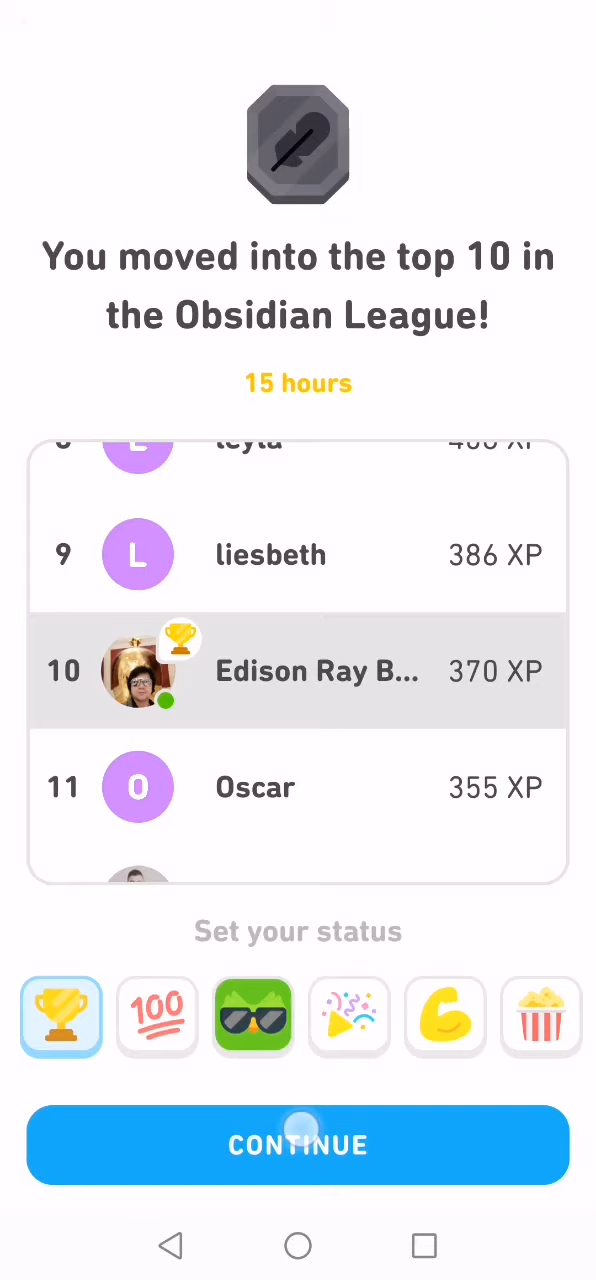 You moved into the top 10 in
the Obsidian League!
15 hours
leyla
9 L liesbeth 386 XP
10 Edison Ray B... 370 XP
11 O Oscar 355 XP
Set your status
100
CONTINUE